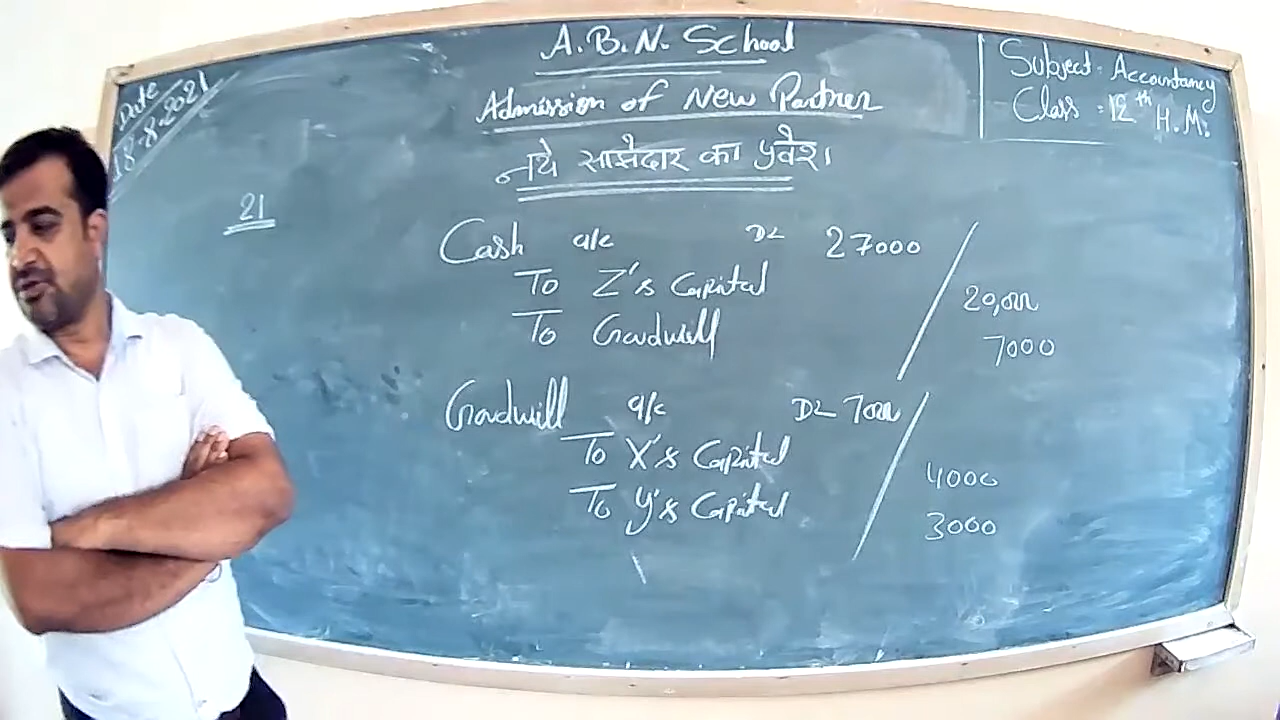 A.B.N. School
Admission of New Partner
नये साझेदार का प्रवेश।
Subject : Accountancy
Class : 12th H.M.
Date
18-8-2021
21
Cash a/c Dr 27000
To Z's Capital 20,000
To Goodwill 7000
Goodwill a/c Dr 7000
To X's Capital 4000
To Y's Capital 3000